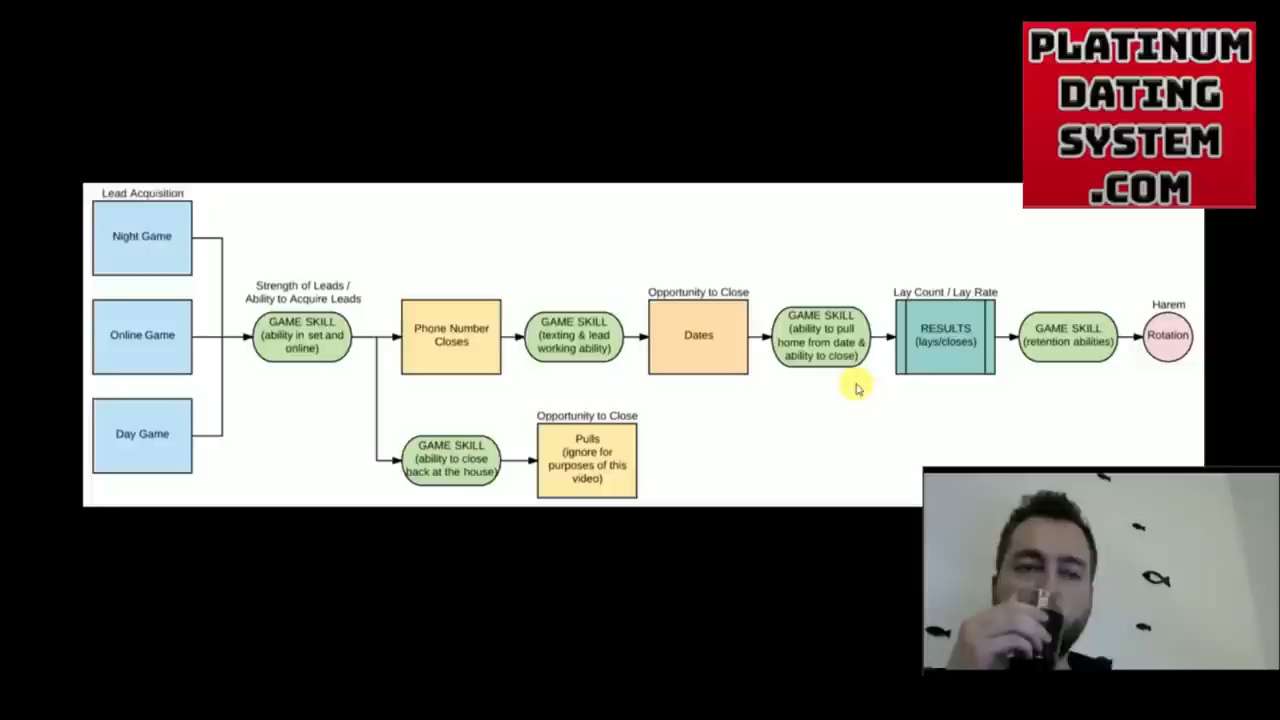 PLATINUM
DATING
SYSTEM
.COM
Lead Acquisition
Night Game
Online Game
Day Game
Strength of Leads /
Ability to Acquire Leads
GAME SKILL
(ability in set and
online)
Phone Number
Closes
GAME SKILL
(texting & lead
working ability)
Opportunity to Close
Dates
GAME SKILL
(ability to pull
home from date &
ability to close)
Lay Count / Lay Rate
RESULTS
(lays/closes)
GAME SKILL
(retention abilities)
Harem
Rotation
GAME SKILL
(ability to close
back at the house)
Opportunity to Close
Pulls
(ignore for
purposes of this
video)